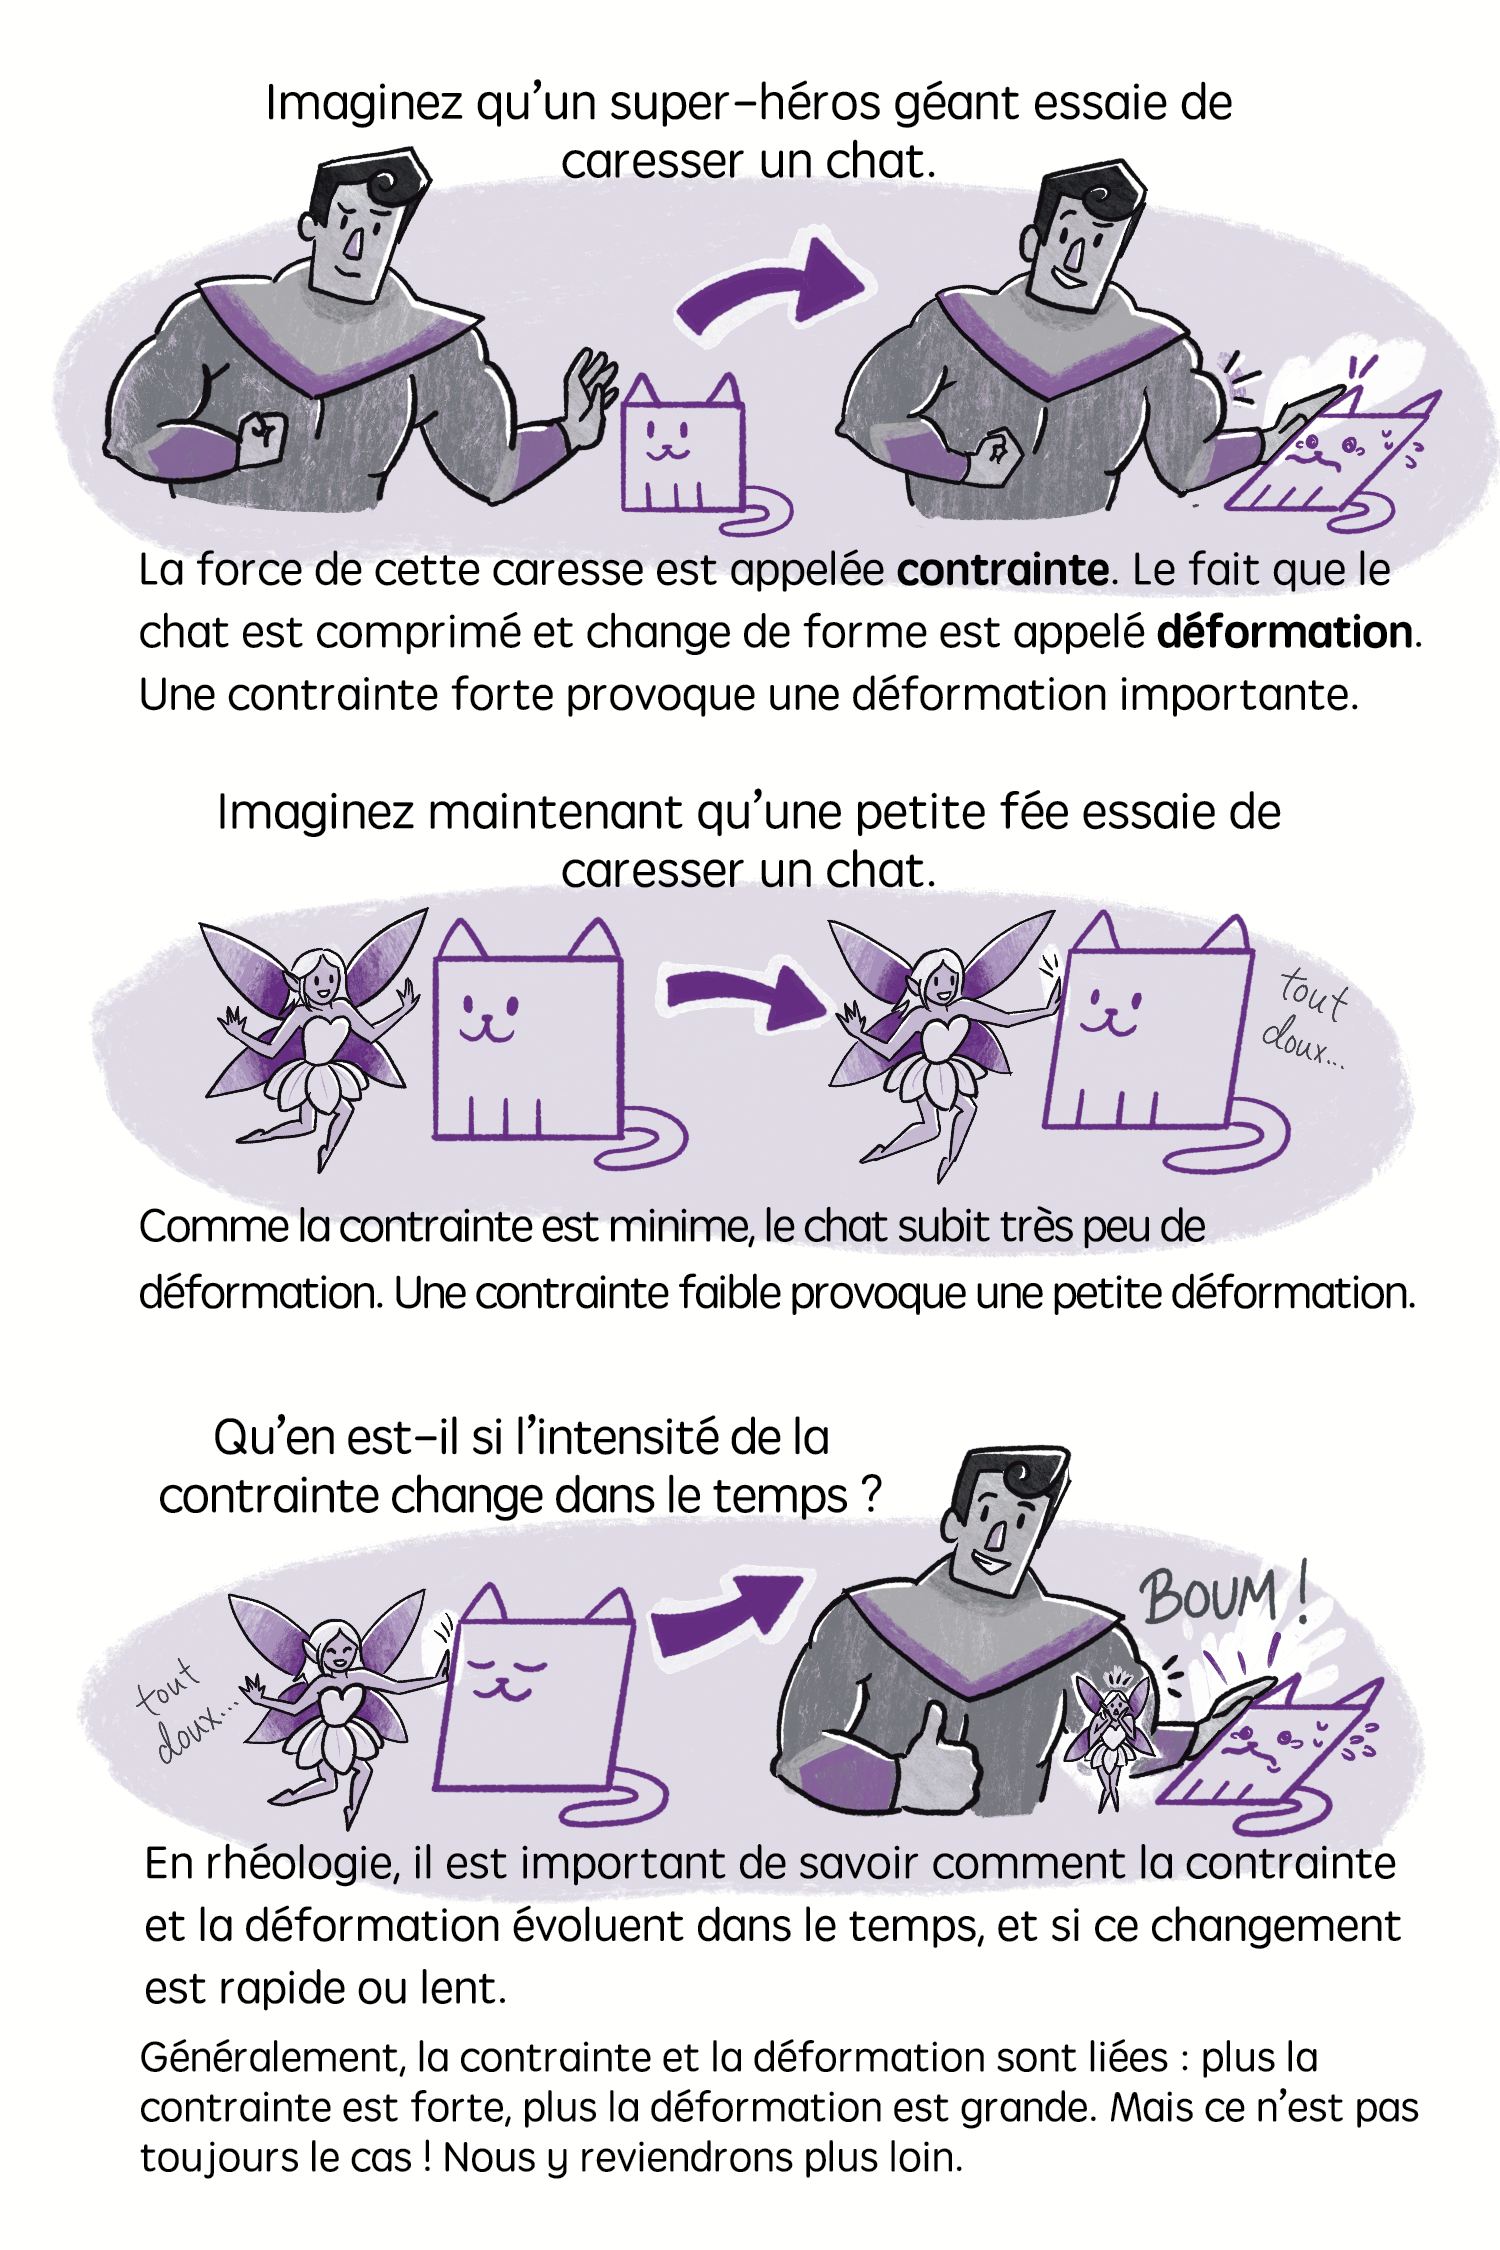 Imaginez qu’un super-héros géant essaie de
caresser un chat.
La force de cette caresse est appelée contrainte. Le fait que le
chat est comprimé et change de forme est appelé déformation.
Une contrainte forte provoque une déformation importante.
Imaginez maintenant qu’une petite fée essaie de
caresser un chat.
tout
doux...
Comme la contrainte est minime, le chat subit très peu de
déformation. Une contrainte faible provoque une petite déformation.
Qu’en est-il si l’intensité de la
contrainte change dans le temps ?
tout
doux...
BOUM !
En rhéologie, il est important de savoir comment la contrainte
et la déformation évoluent dans le temps, et si ce changement
est rapide ou lent.
Généralement, la contrainte et la déformation sont liées : plus la
contrainte est forte, plus la déformation est grande. Mais ce n’est pas
toujours le cas ! Nous y reviendrons plus loin.